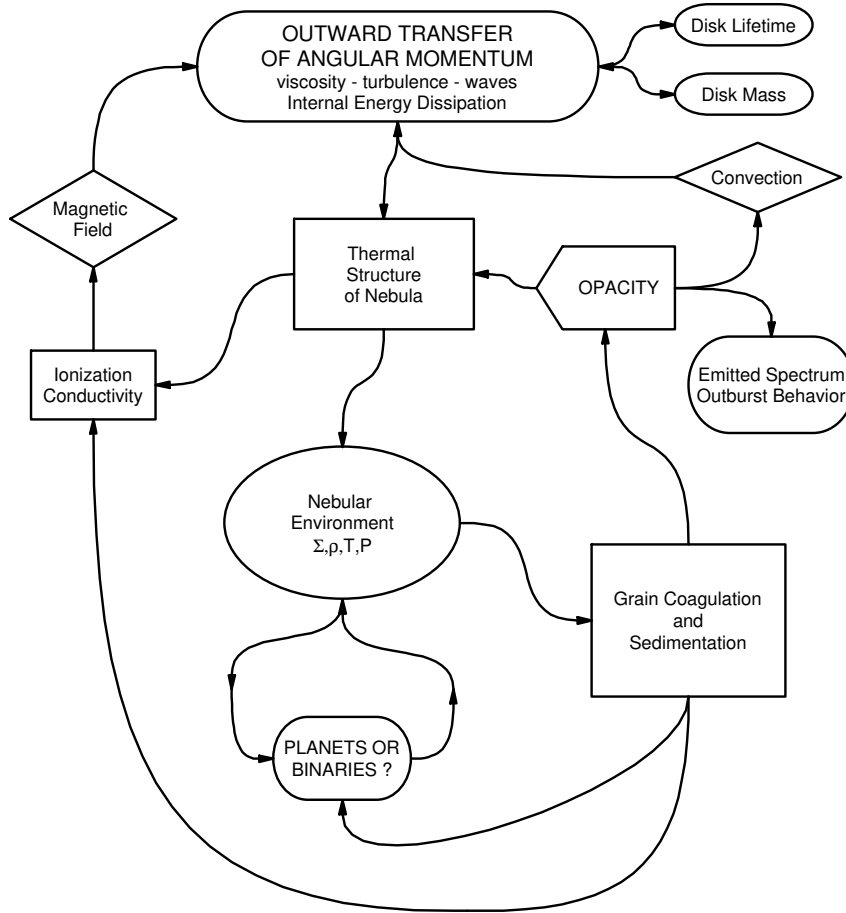 OUTWARD TRANSFER
OF ANGULAR MOMENTUM
viscosity - turbulence - waves
Internal Energy Dissipation
Disk Lifetime
Disk Mass
Convection
Magnetic
Field
Thermal
Structure
of Nebula
OPACITY
Ionization
Conductivity
Emitted Spectrum
Outburst Behavior
Nebular
Environment
Σ,ρ,T,P
Grain Coagulation
and
Sedimentation
PLANETS OR
BINARIES ?